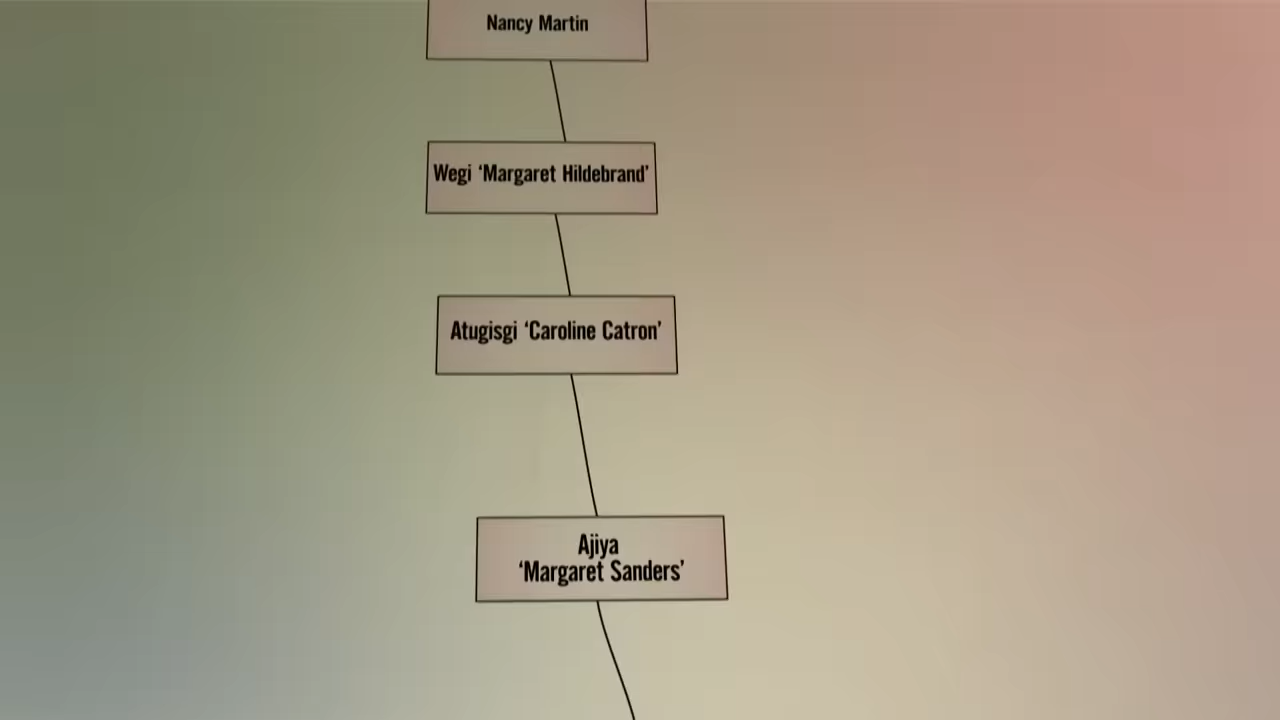 Nancy Martin
Wegi ‘Margaret Hildebrand’
Atugisgi ‘Caroline Catron’
Ajiya
‘Margaret Sanders’